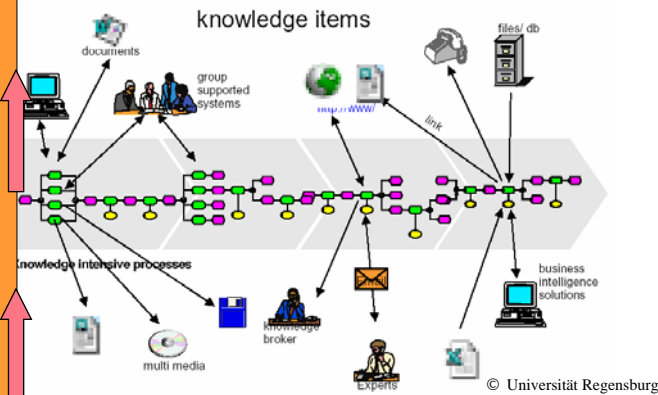 knowledge items
documents
group
supported
systems
files/ db
http://www/
link
Knowledge intensive processes
business
intelligence
solutions
Email
knowledge
broker
multi media
Experts
© Universität Regensburg